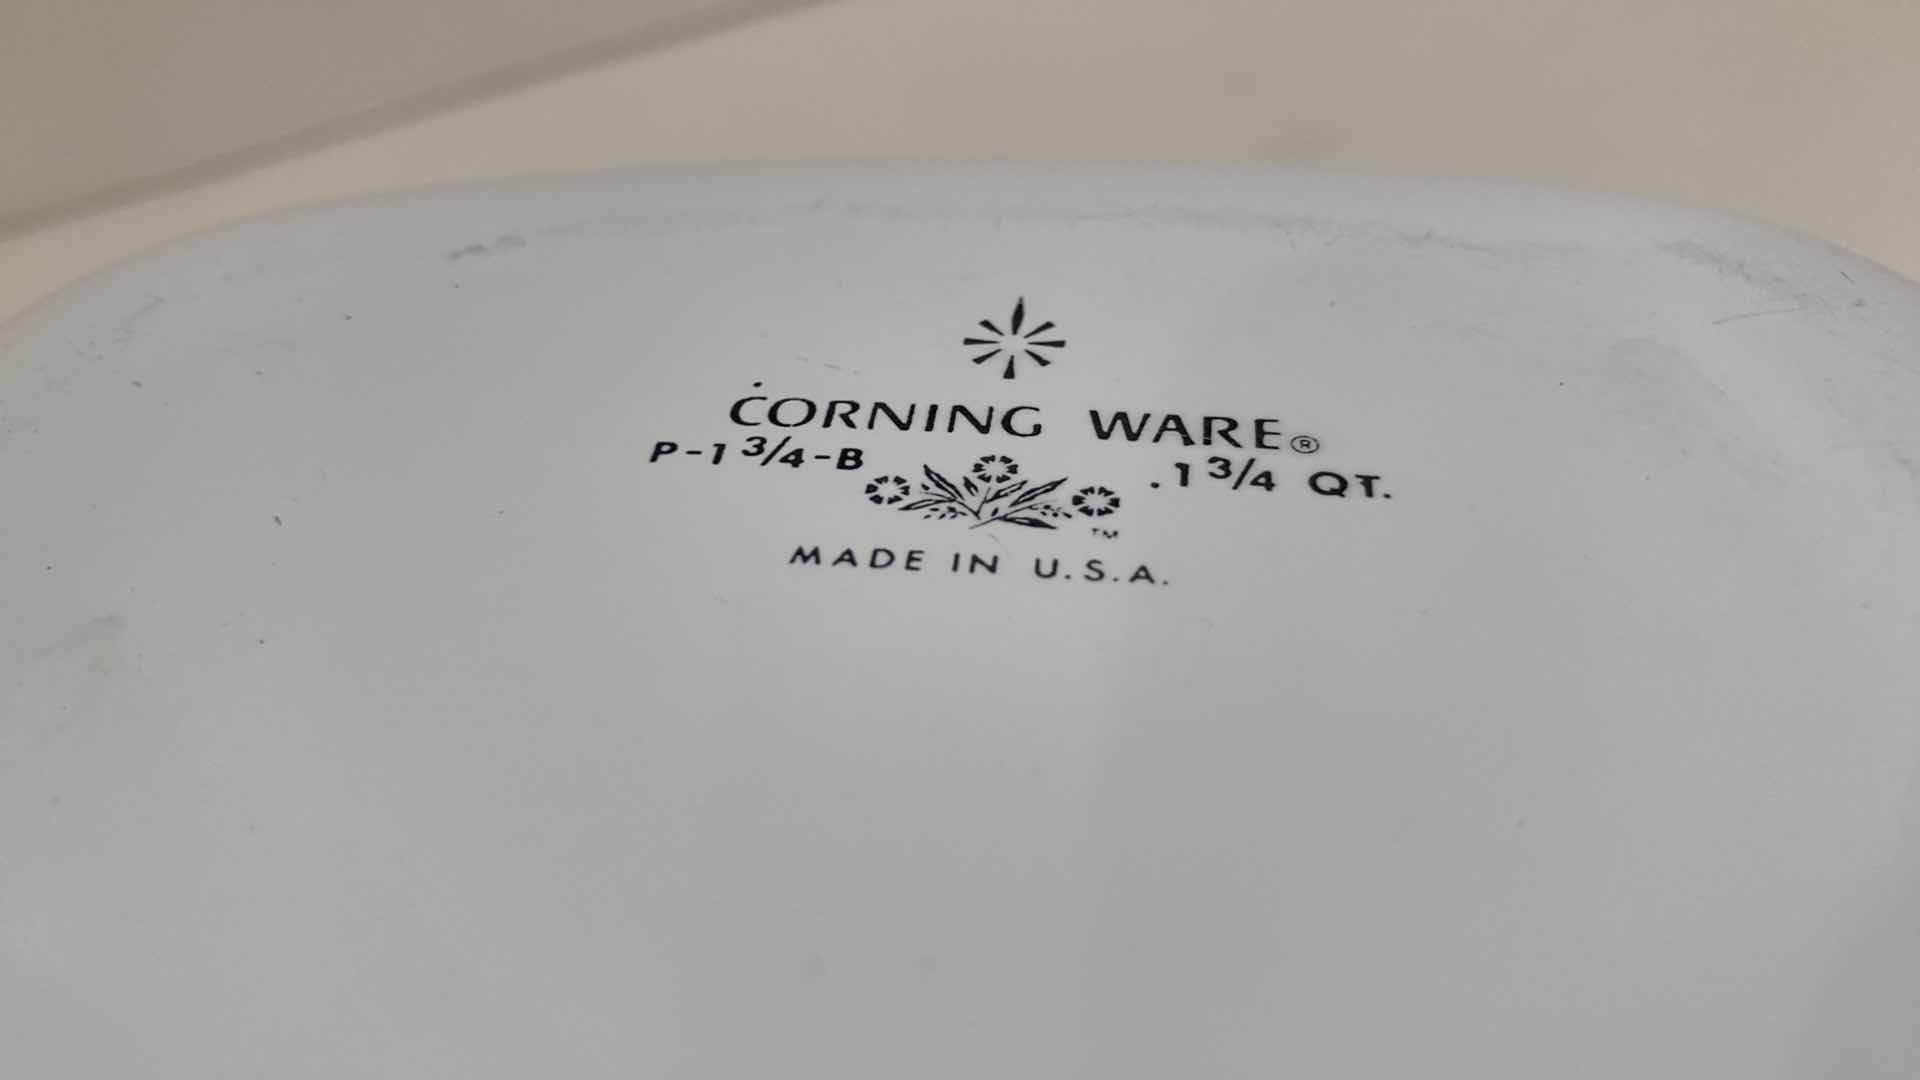 CORNING WARE®
P-1 3/4-B .1 3/4 QT.
TM
MADE IN U.S.A.